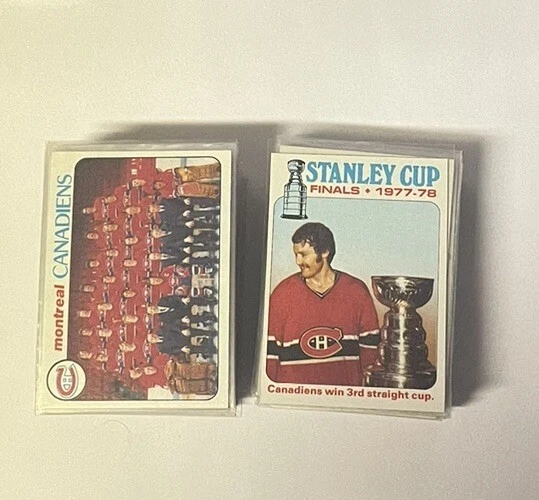 montreal CANADIENS
STANLEY CUP
FINALS • 1977-78
Canadiens win 3rd straight cup.